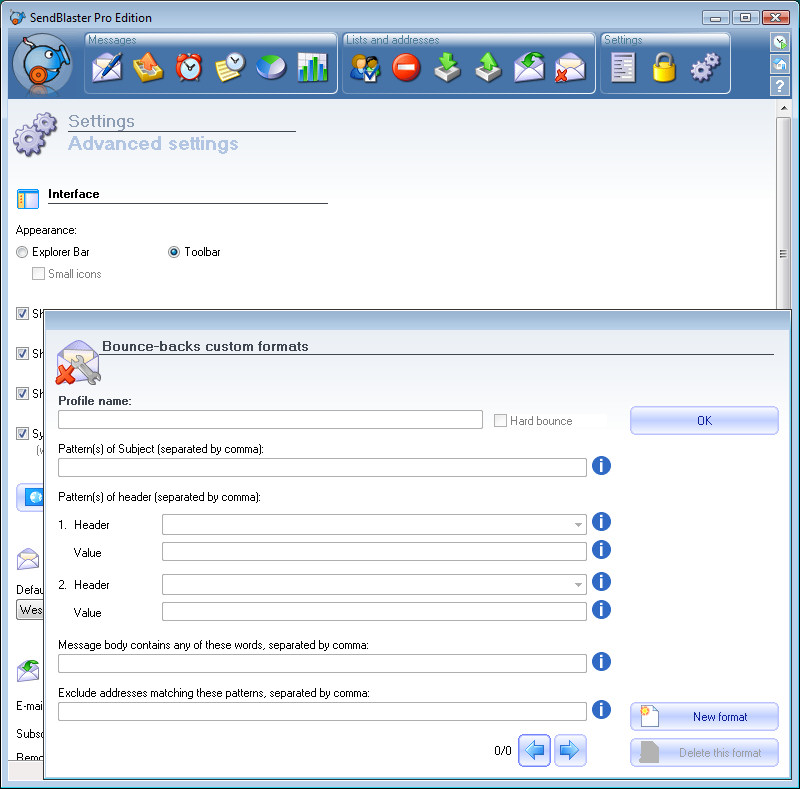 SendBlaster Pro Edition
Messages
Lists and addresses
Settings
?
Settings
Advanced settings
Interface
Appearance:
Explorer Bar
Toolbar
Small icons
Bounce-backs custom formats
Profile name:
Hard bounce
OK
Pattern(s) of Subject (separated by comma):
Pattern(s) of header (separated by comma):
1. Header
Value
2. Header
Value
Message body contains any of these words, separated by comma:
Exclude addresses matching these patterns, separated by comma:
0/0
New format
Delete this format
Sh
Sh
Sh
Sy
Defau
Wes
E-mai
Subsc